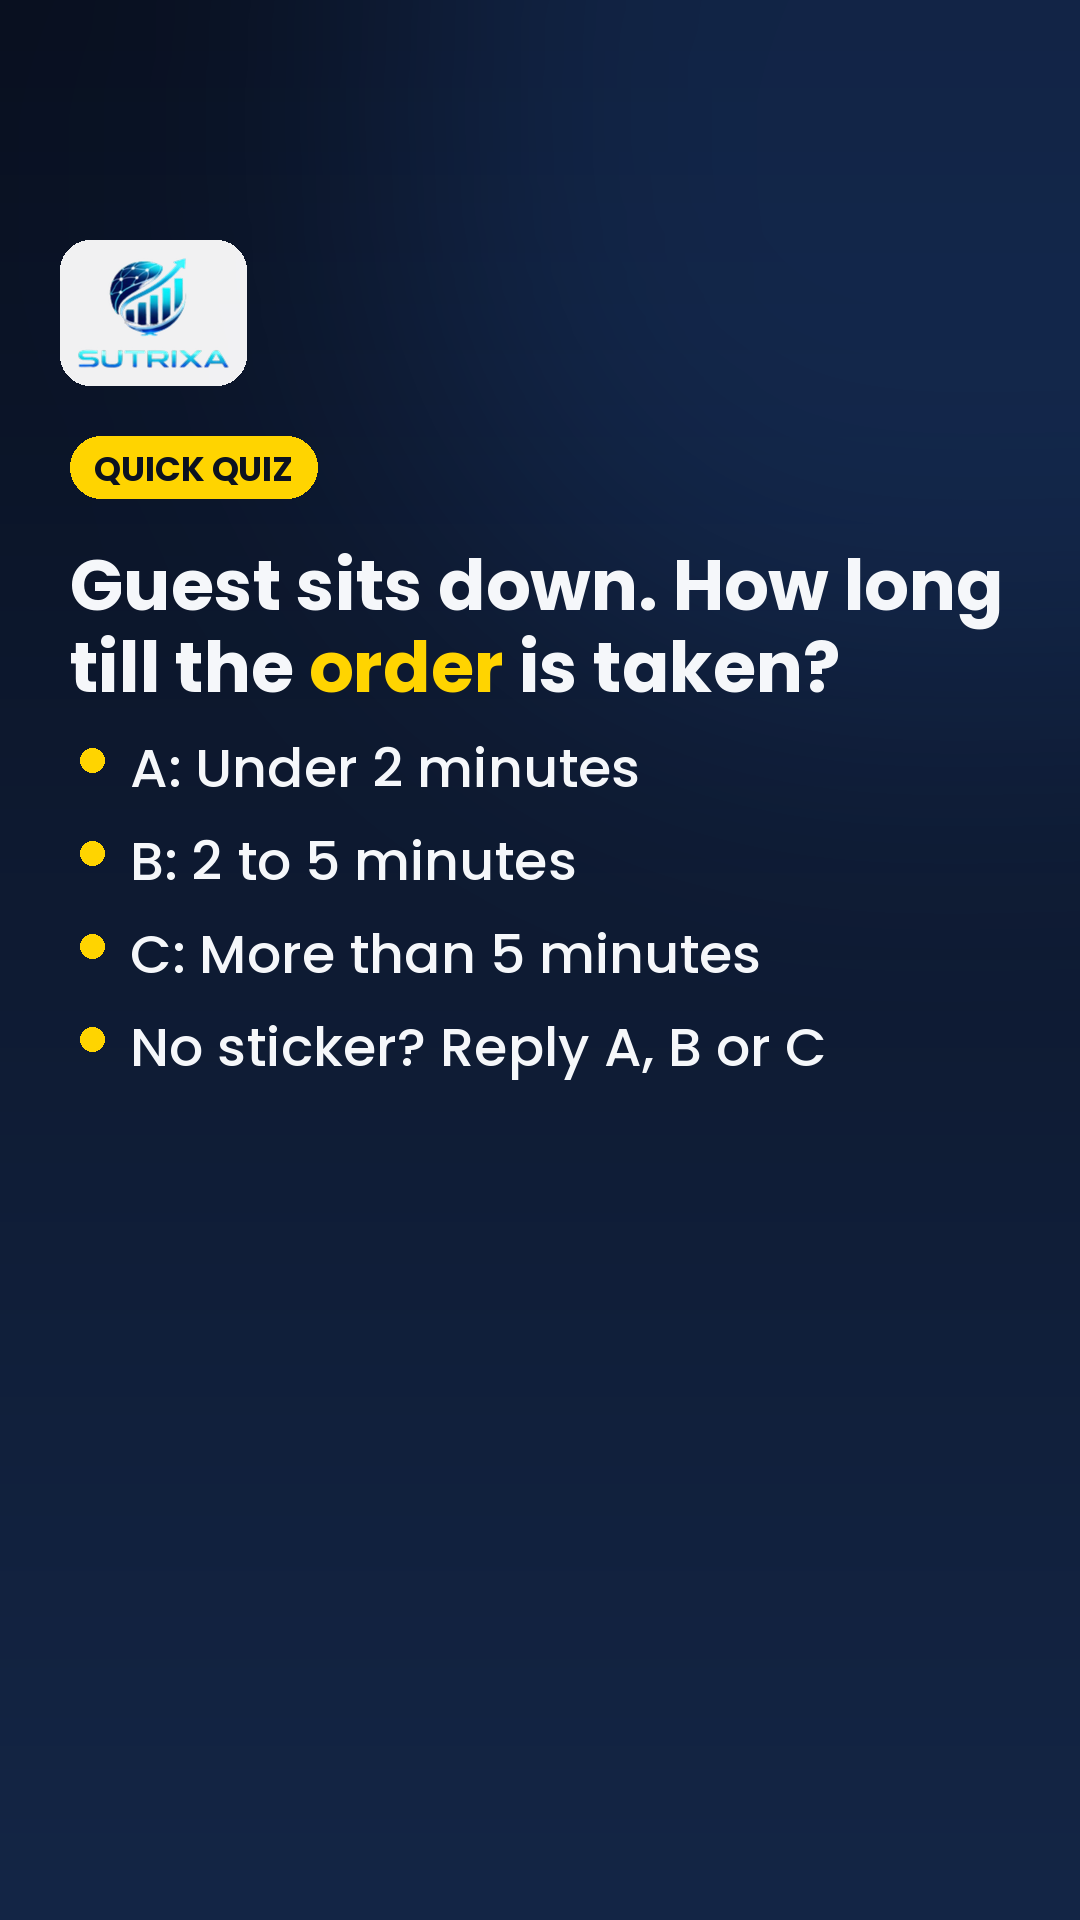 SUTRIXA
QUICK QUIZ
Guest sits down. How long
till the order is taken?
A: Under 2 minutes
B: 2 to 5 minutes
C: More than 5 minutes
No sticker? Reply A, B or C